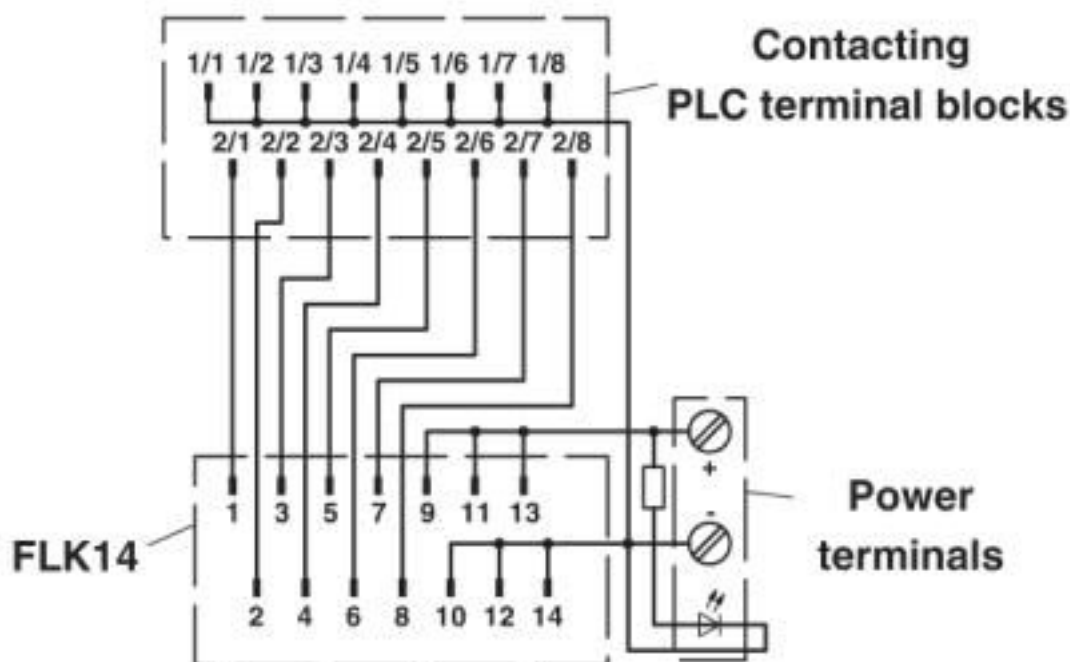 Contacting
PLC terminal blocks
1/1 1/2 1/3 1/4 1/5 1/6 1/7 1/8
2/1 2/2 2/3 2/4 2/5 2/6 2/7 2/8
+
-
Power
terminals
1 3 5 7 9 11 13
FLK14
2 4 6 8 10 12 14